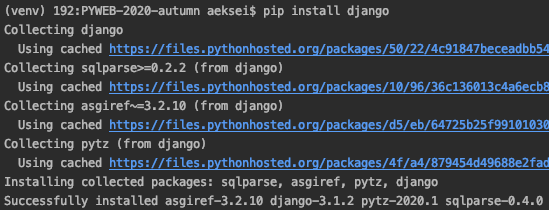 (venv) 192:PYWEB-2020-autumn aeksei$ pip install django
Collecting django
Using cached https://files.pythonhosted.org/packages/50/22/4c91847beceadbb54
Collecting sqlparse>=0.2.2 (from django)
Using cached https://files.pythonhosted.org/packages/10/96/36c136013c4a6ecb8
Collecting asgiref~=3.2.10 (from django)
Using cached https://files.pythonhosted.org/packages/d5/eb/64725b25f99101030
Collecting pytz (from django)
Using cached https://files.pythonhosted.org/packages/4f/a4/879454d49688e2fad
Installing collected packages: sqlparse, asgiref, pytz, django
Successfully installed asgiref-3.2.10 django-3.1.2 pytz-2020.1 sqlparse-0.4.0